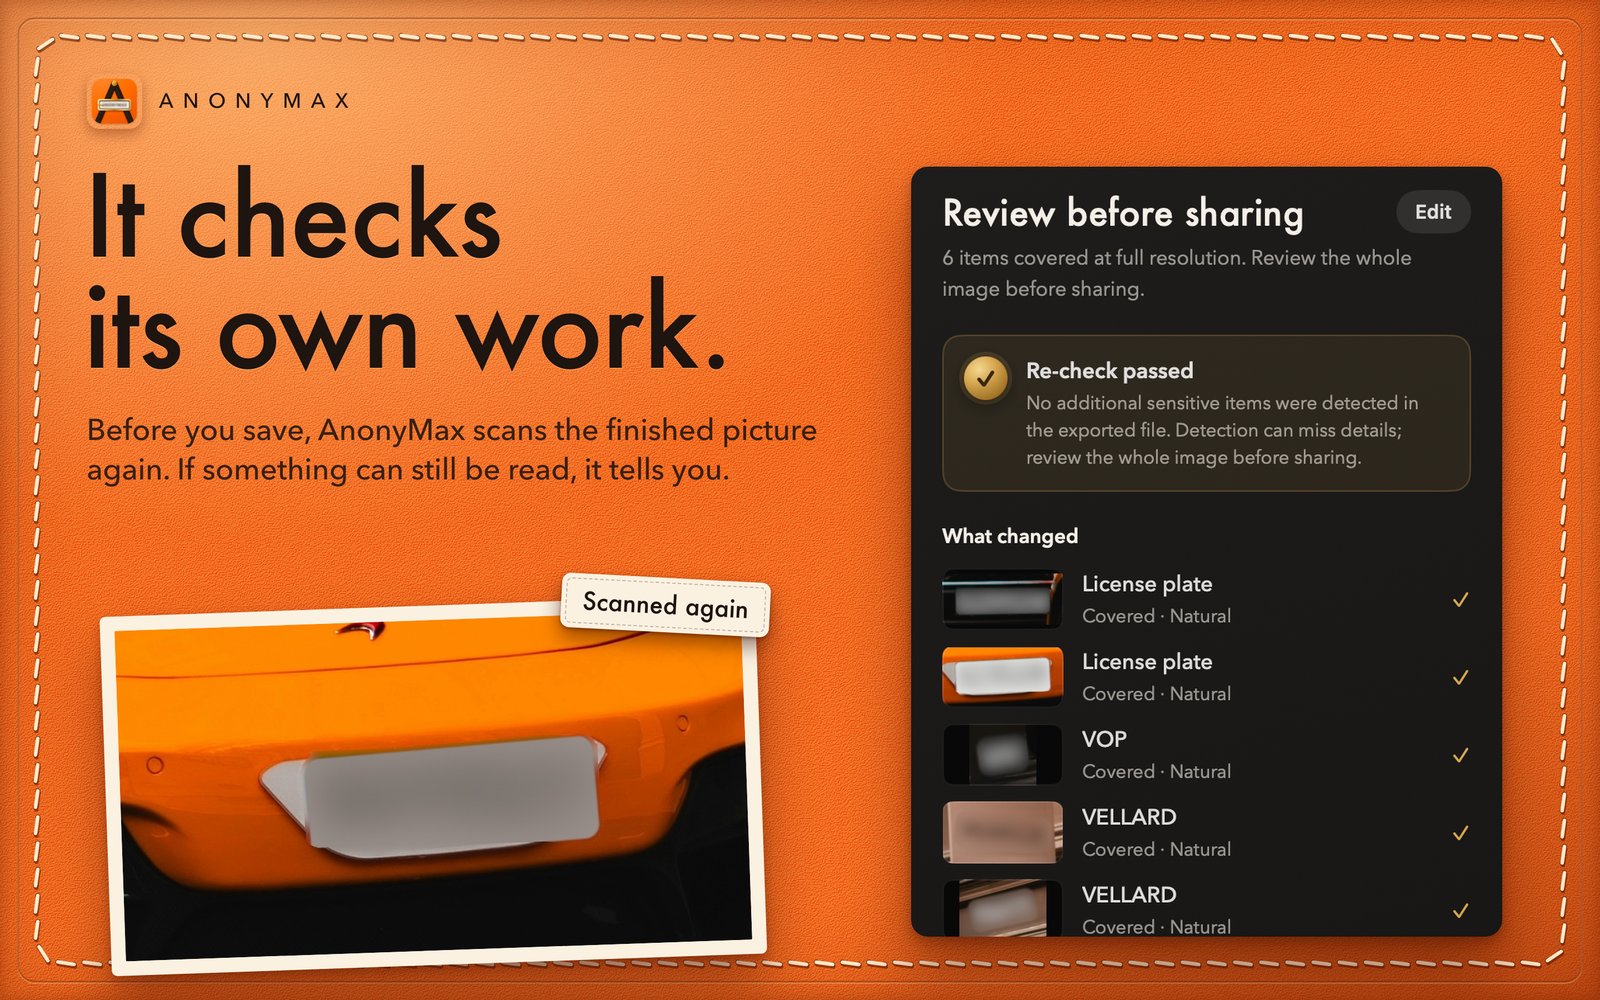 ANONYMAX
It checks
its own work.
Before you save, AnonyMax scans the finished picture
again. If something can still be read, it tells you.
Scanned again
Review before sharing
Edit
6 items covered at full resolution. Review the whole
image before sharing.
Re-check passed
No additional sensitive items were detected in
the exported file. Detection can miss details;
review the whole image before sharing.
What changed
License plate
Covered · Natural
License plate
Covered · Natural
VOP
Covered · Natural
VELLARD
Covered · Natural
VELLARD
Covered · Natural